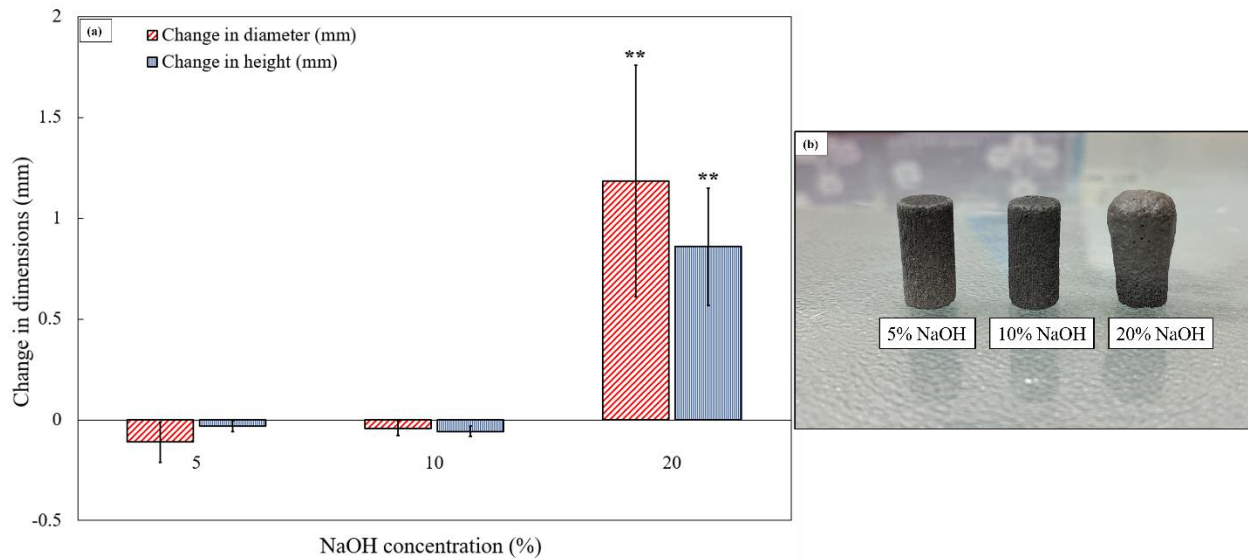 (a)
Change in diameter (mm)
Change in height (mm)
Change in dimensions (mm)
2
1.5
1
0.5
0
-0.5
**
**
5
10
20
NaOH concentration (%)
(b)
5% NaOH
10% NaOH
20% NaOH